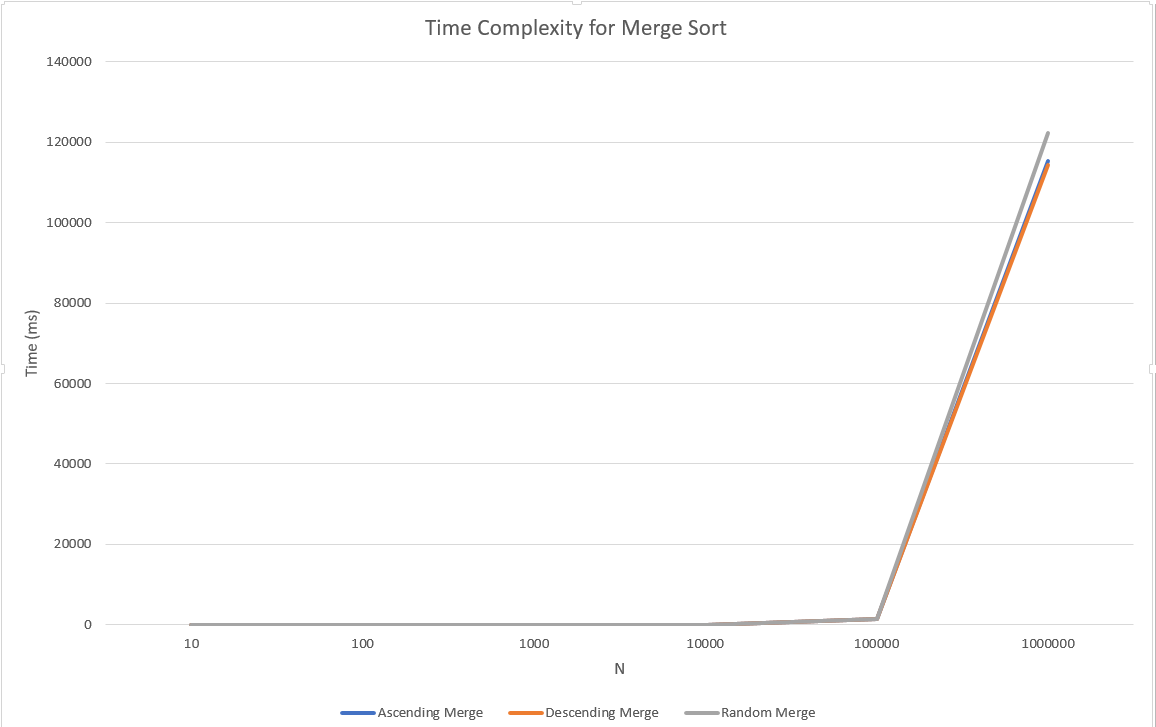 Time Complexity for Merge Sort
140000
120000
100000
80000
60000
40000
20000
0
Time (ms)
10 100 1000 10000 100000 1000000
N
Ascending Merge Descending Merge Random Merge